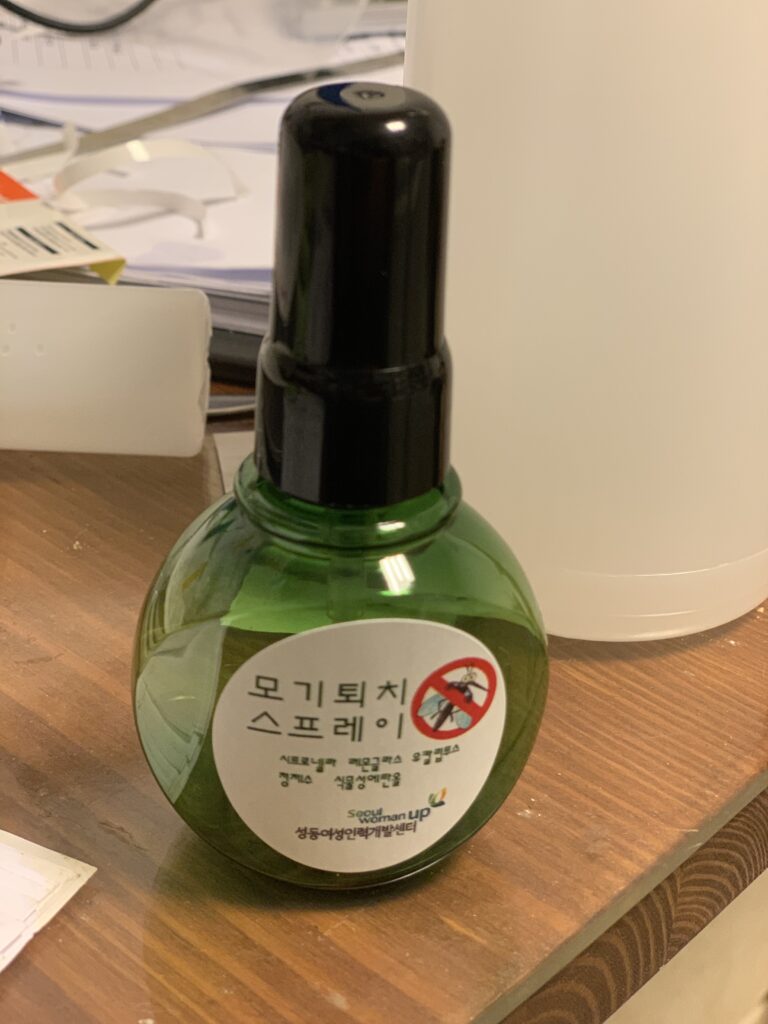 모기퇴치
스프레이
시트로넬라 레몬글라스 유칼립투스
정제수 식물성에탄올
Seoul
woman up
성동여성인력개발센터